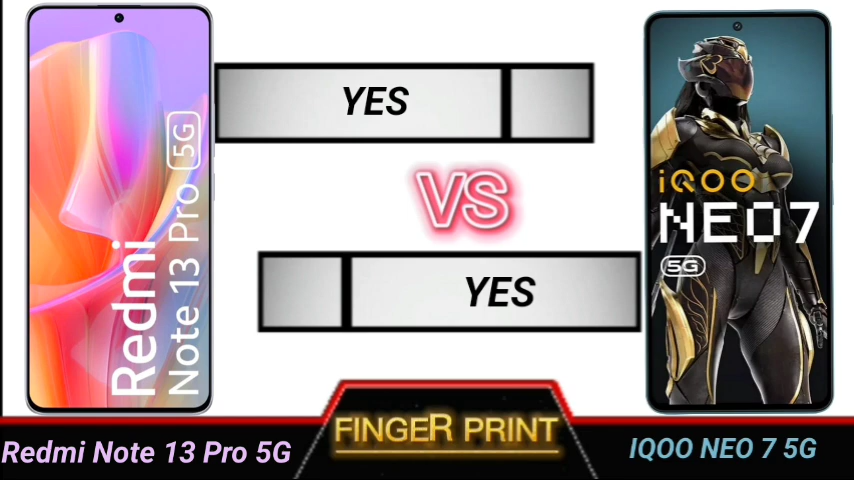 YES
VS
YES
Redmi
Note 13 Pro 5G
iQOO
NEO7
5G
FINGER PRINT
Redmi Note 13 Pro 5G
IQOO NEO 7 5G